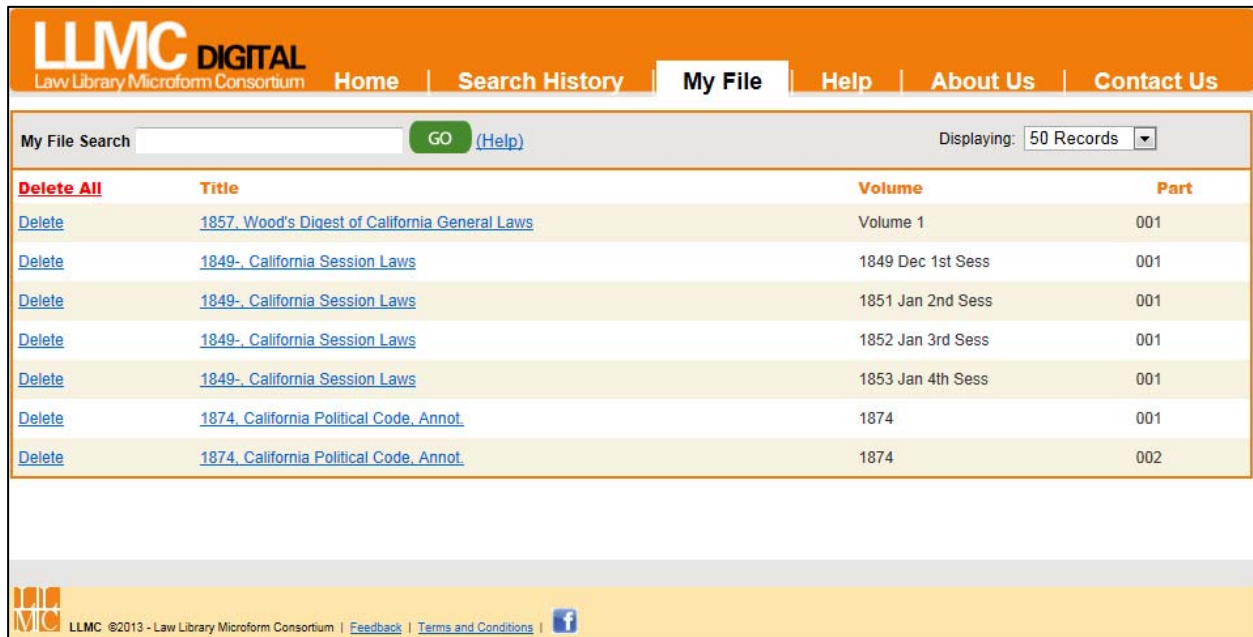 LLMC DIGITAL
Law Library Microform Consortium
Home | Search History | My File | Help | About Us | Contact Us
My File Search GO (Help) Displaying: 50 Records
Delete All Title Volume Part
Delete 1857, Wood's Digest of California General Laws Volume 1 001
Delete 1849-, California Session Laws 1849 Dec 1st Sess 001
Delete 1849-, California Session Laws 1851 Jan 2nd Sess 001
Delete 1849-, California Session Laws 1852 Jan 3rd Sess 001
Delete 1849-, California Session Laws 1853 Jan 4th Sess 001
Delete 1874, California Political Code, Annot. 1874 001
Delete 1874, California Political Code, Annot. 1874 002
LLMC LLMC ©2013 - Law Library Microform Consortium | Feedback | Terms and Conditions | f